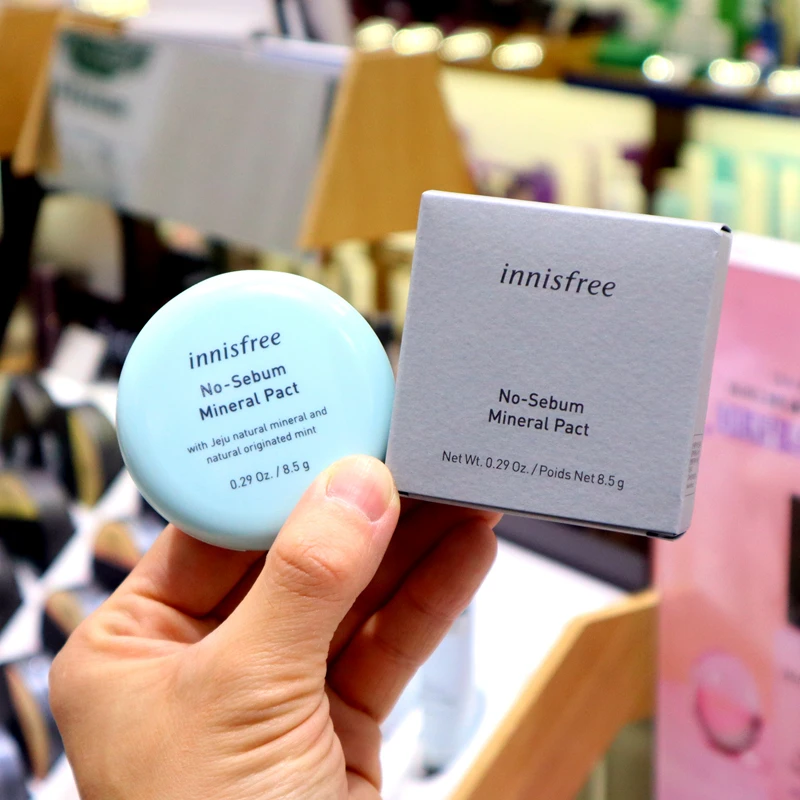 innisfree
No-Sebum
Mineral Pact
with Jeju natural mineral and
natural originated mint
0.29 Oz. / 8.5 g
innisfree
No-Sebum
Mineral Pact
Net Wt. 0.29 Oz. / Poids Net 8.5 g